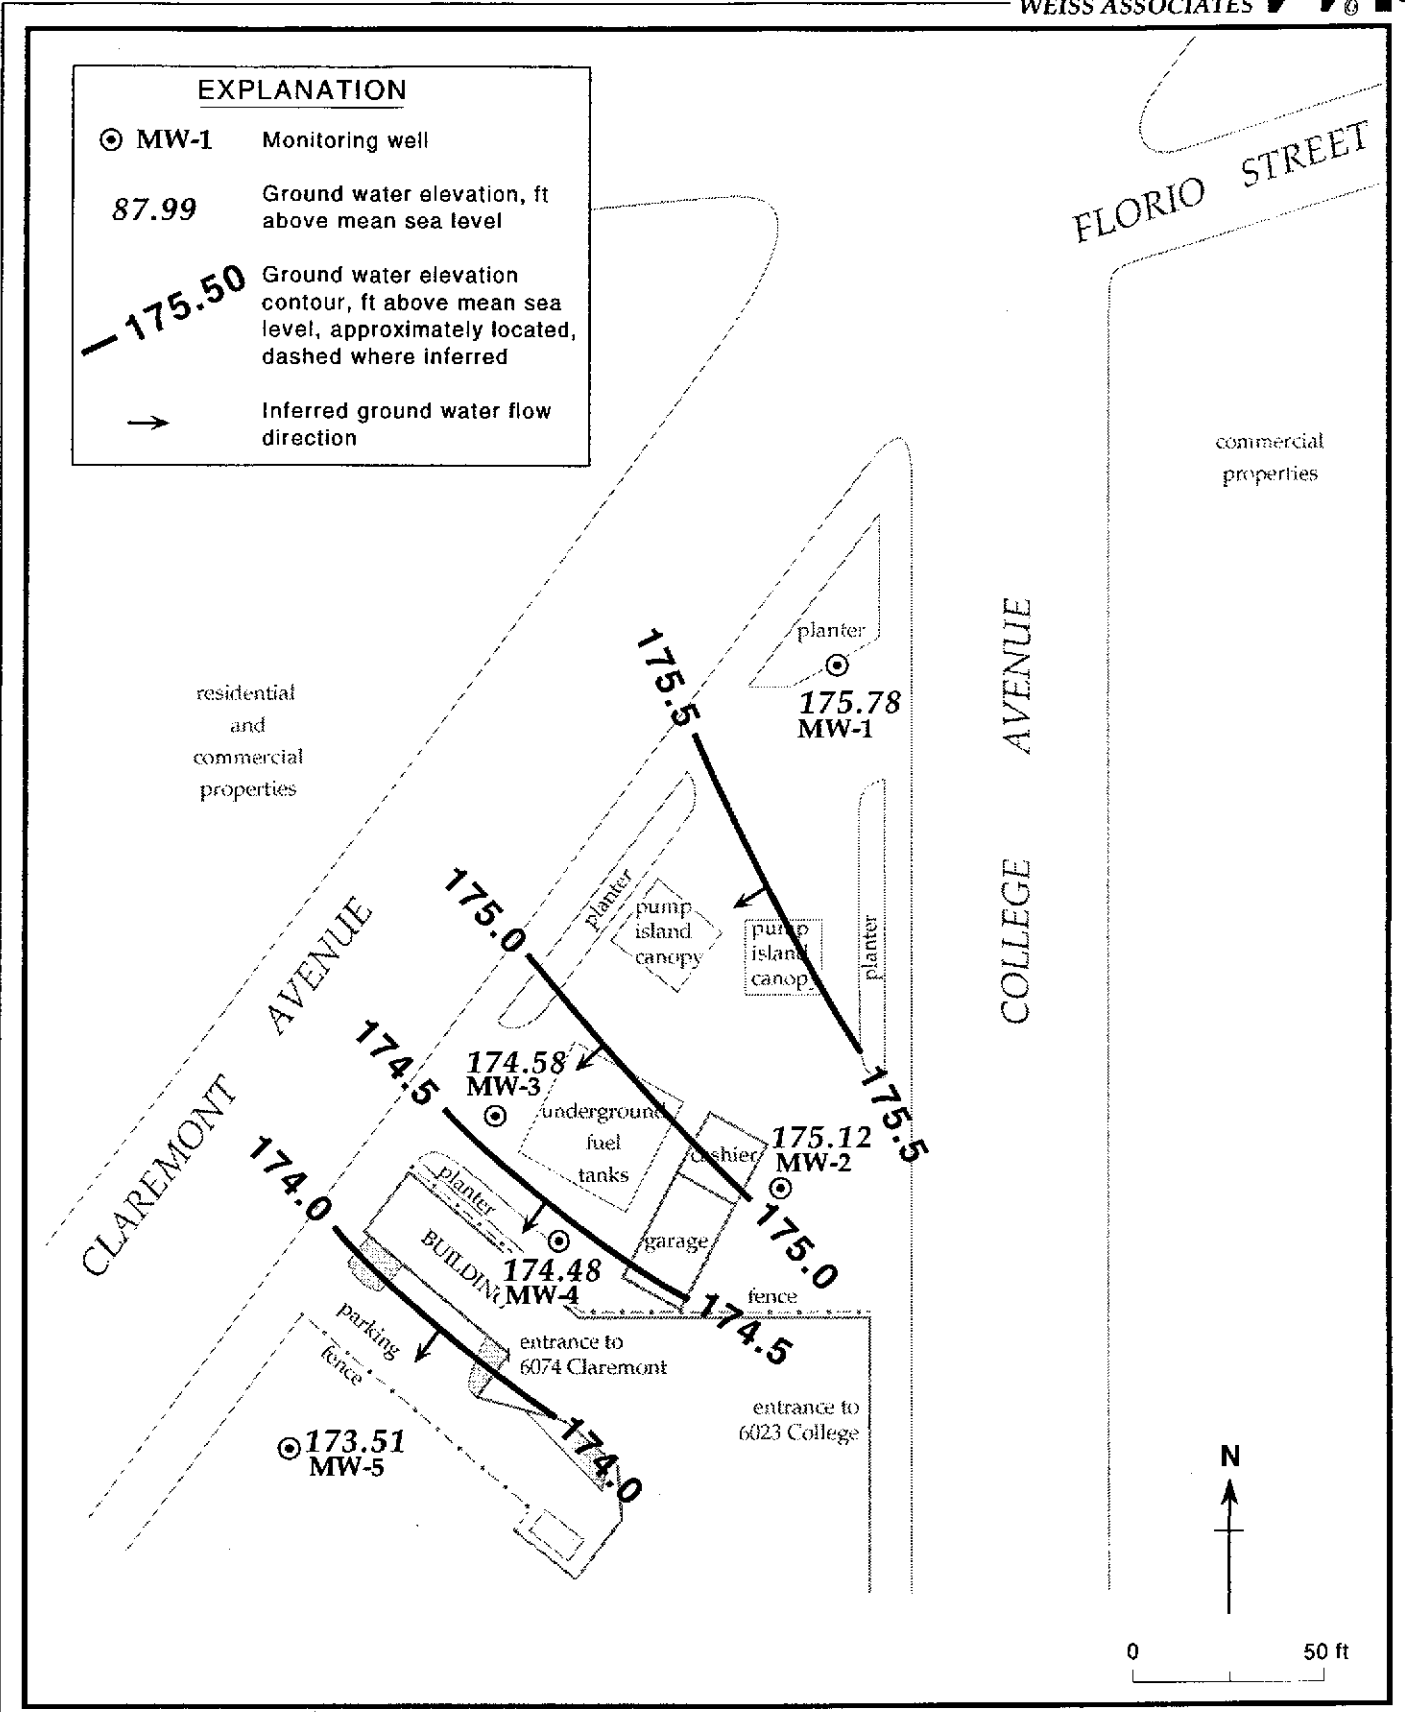 WEISS ASSOCIATES
EXPLANATION
MW-1 Monitoring well
87.99 Ground water elevation, ft
above mean sea level
175.50 Ground water elevation
contour, ft above mean sea
level, approximately located,
dashed where inferred
Inferred ground water flow
direction
FLORIO STREET
commercial
properties
residential
and
commercial
properties
planter
175.78
MW-1
175.5
COLLEGE AVENUE
175.0
planter
pump
island
canopy
pump
island
canopy
planter
CLAREMONT AVENUE
174.5
174.58
MW-3
underground
fuel
tanks
cashier
175.12
MW-2
175.5
174.0
planter
BUILDING
174.48
MW-4
garage
175.0
fence
174.5
parking
fence
entrance to
6074 Claremont
entrance to
6023 College
173.51
MW-5
174.0
N
0 50 ft